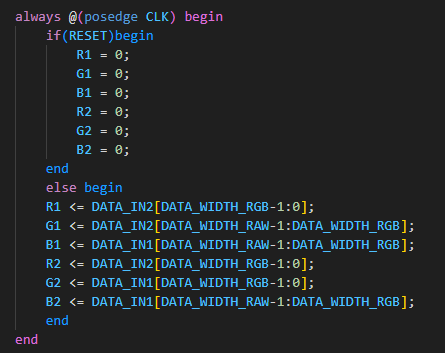 always @(posedge CLK) begin
    if(RESET)begin
        R1 = 0;
        G1 = 0;
        B1 = 0;
        R2 = 0;
        G2 = 0;
        B2 = 0;
    end
    else begin
    R1 <= DATA_IN2[DATA_WIDTH_RGB-1:0];
    G1 <= DATA_IN2[DATA_WIDTH_RAW-1:DATA_WIDTH_RGB];
    B1 <= DATA_IN1[DATA_WIDTH_RAW-1:DATA_WIDTH_RGB];
    R2 <= DATA_IN2[DATA_WIDTH_RGB-1:0];
    G2 <= DATA_IN1[DATA_WIDTH_RGB-1:0];
    B2 <= DATA_IN1[DATA_WIDTH_RAW-1:DATA_WIDTH_RGB];
    end
end